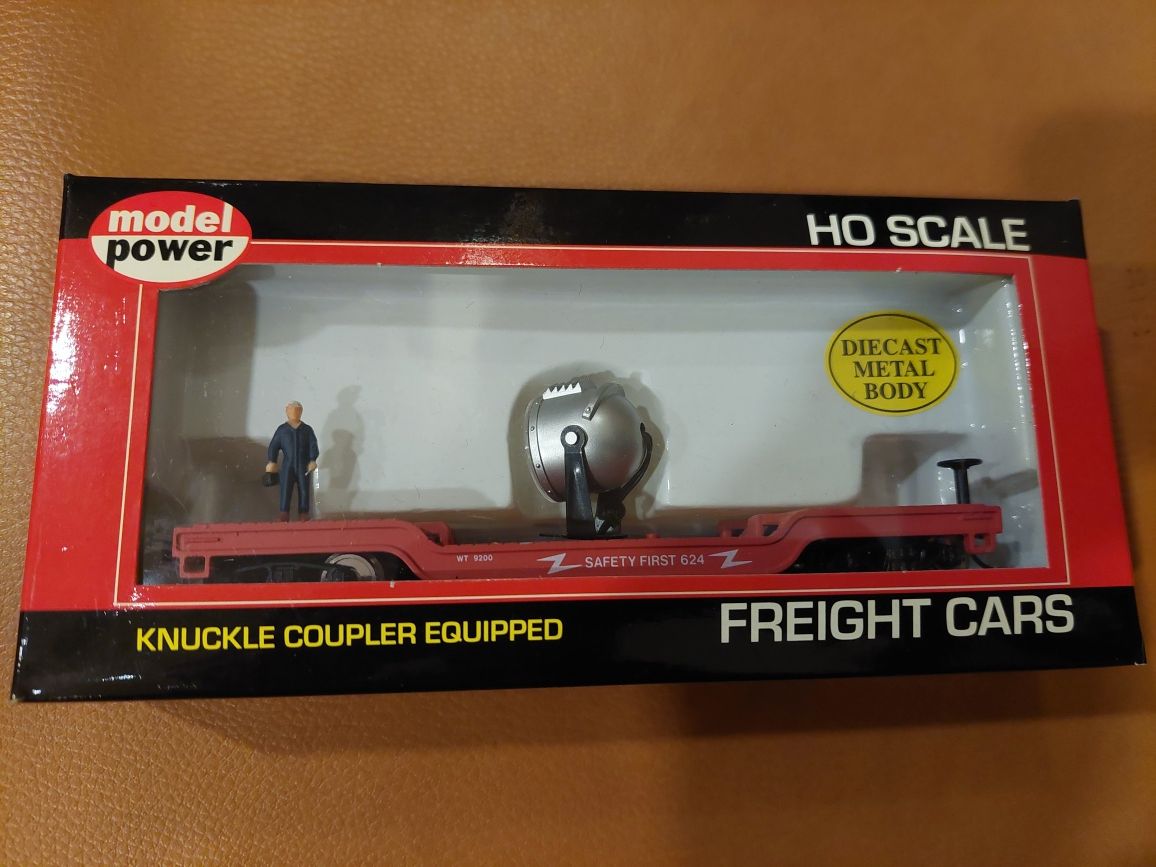 model
power
HO SCALE
DIECAST
METAL
BODY
WT 9200
SAFETY FIRST 624
KNUCKLE COUPLER EQUIPPED
FREIGHT CARS